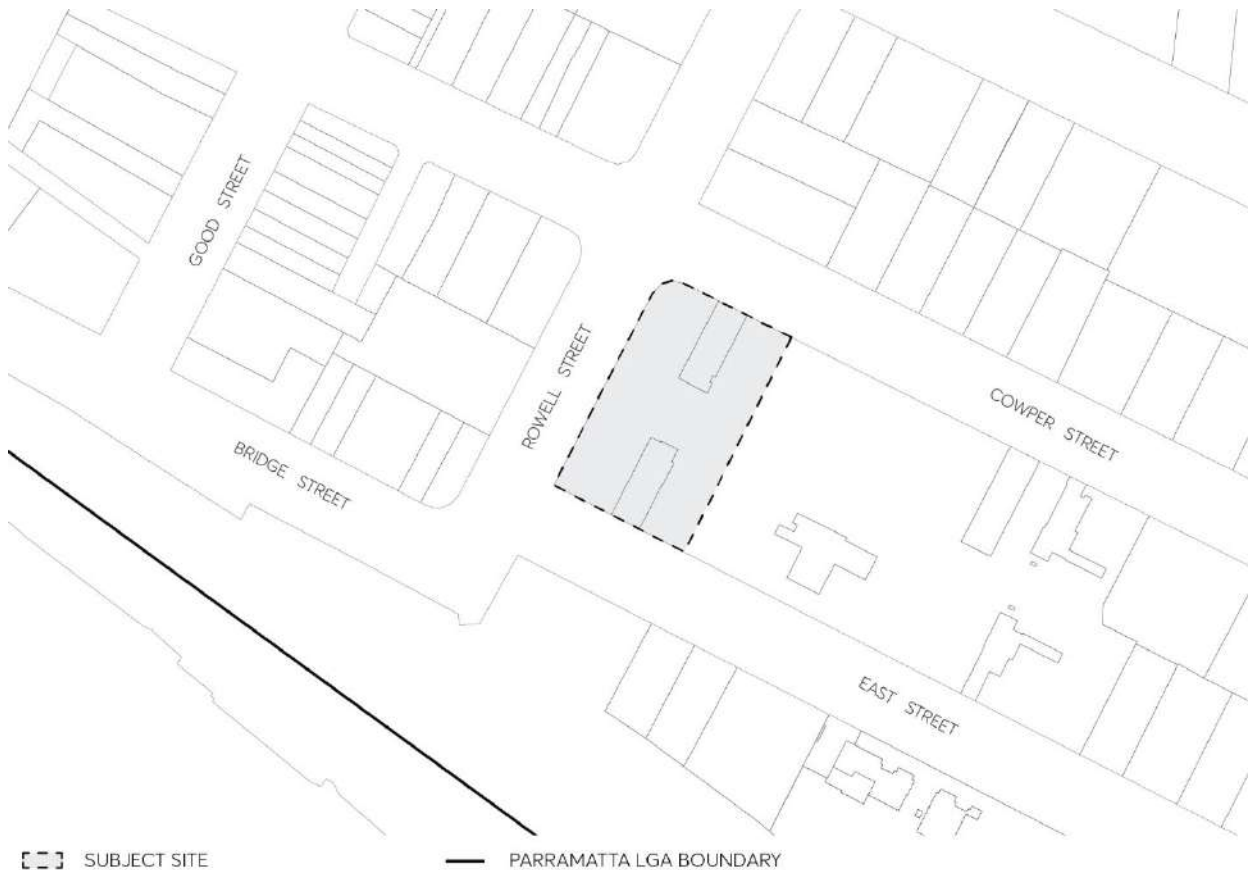 GOOD STREET
ROWELL STREET
BRIDGE STREET
COWPER STREET
EAST STREET
SUBJECT SITE
PARRAMATTA LGA BOUNDARY